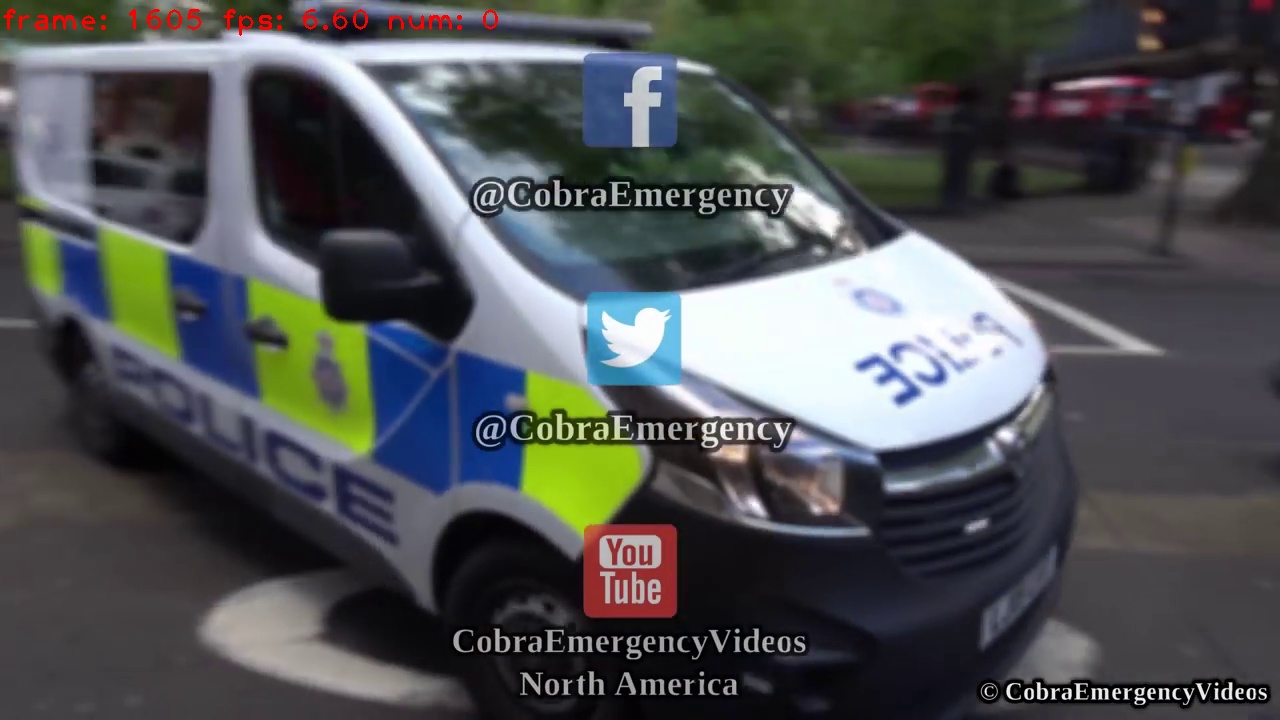 frame: 1605 fps: 6.60 num: 0
f
@CobraEmergency
POLICE
@CobraEmergency
POLICE
You
Tube
CobraEmergencyVideos
North America
© CobraEmergencyVideos